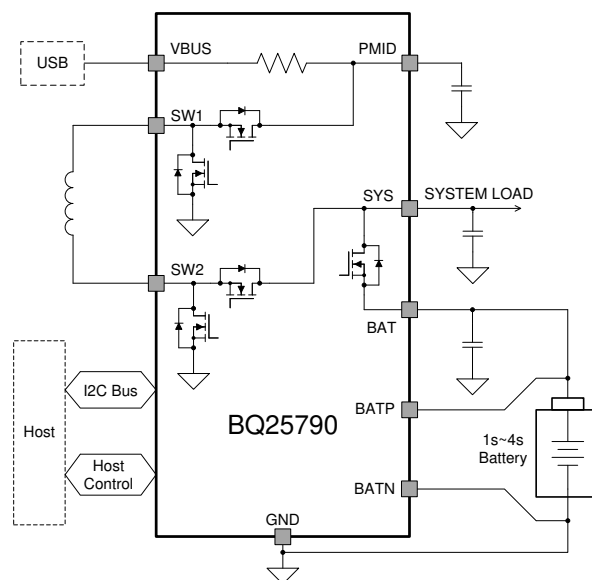 USB
VBUS
PMID
SW1
SYS
SYSTEM LOAD
SW2
BAT
Host
I2C Bus
BATP
BQ25790
1s~4s
Battery
Host
Control
BATN
GND